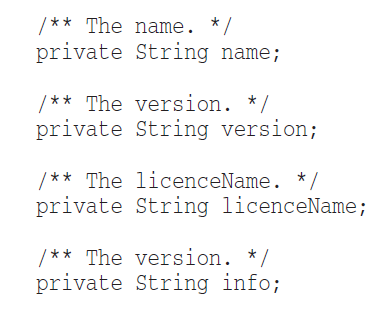 /** The name. */
private String name;
/** The version. */
private String version;
/** The licenceName. */
private String licenceName;
/** The version. */
private String info;